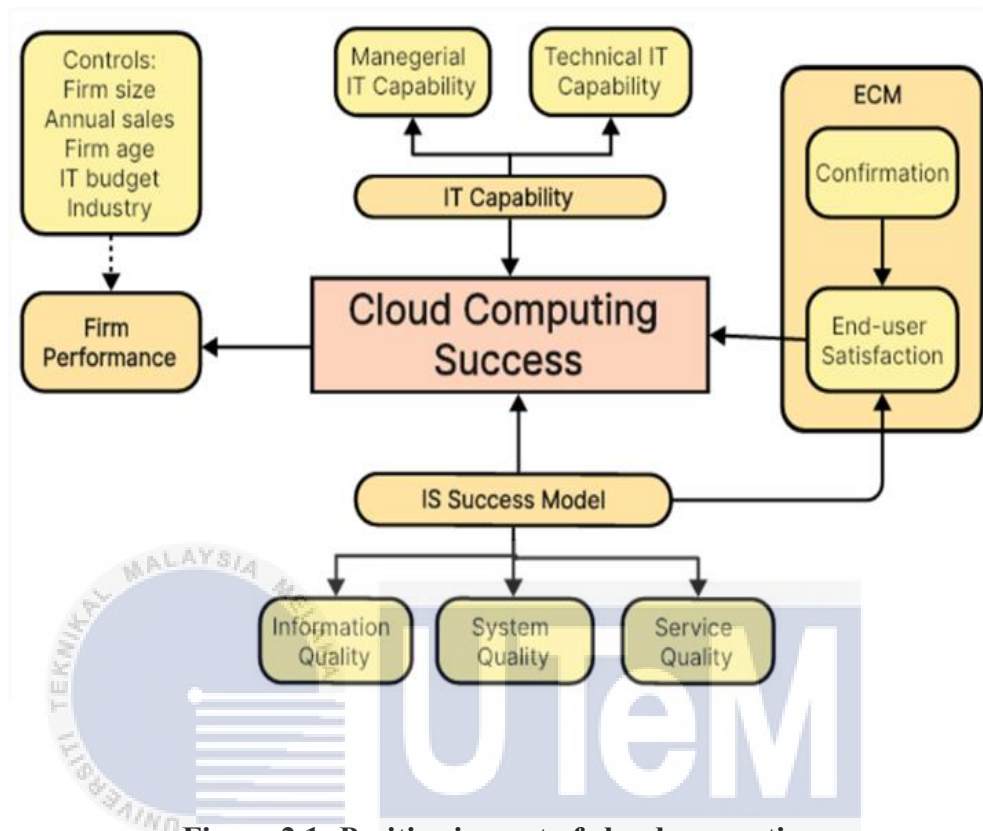 Controls:
Firm size
Annual sales
Firm age
IT budget
Industry
Manegerial
IT Capability
Technical IT
Capability
ECM
Confirmation
IT Capability
Cloud Computing
Success
Firm
Performance
End-user
Satisfaction
IS Success Model
Information
Quality
System
Quality
Service
Quality
UNIVERSITI TEKNIKAL MALAYSIA
UTeM